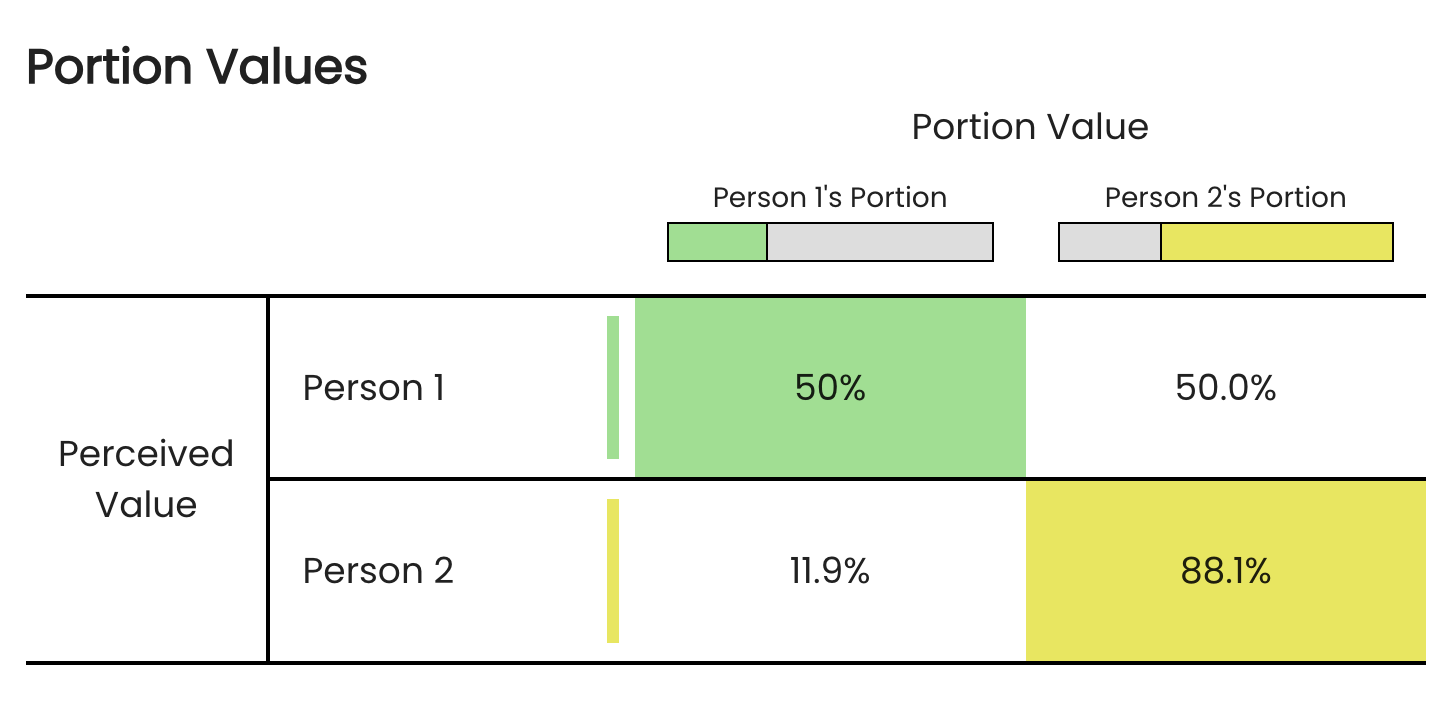 Portion Values
Portion Value
Person 1's Portion
Person 2's Portion
Perceived
Value
Person 1
50%
50.0%
Person 2
11.9%
88.1%